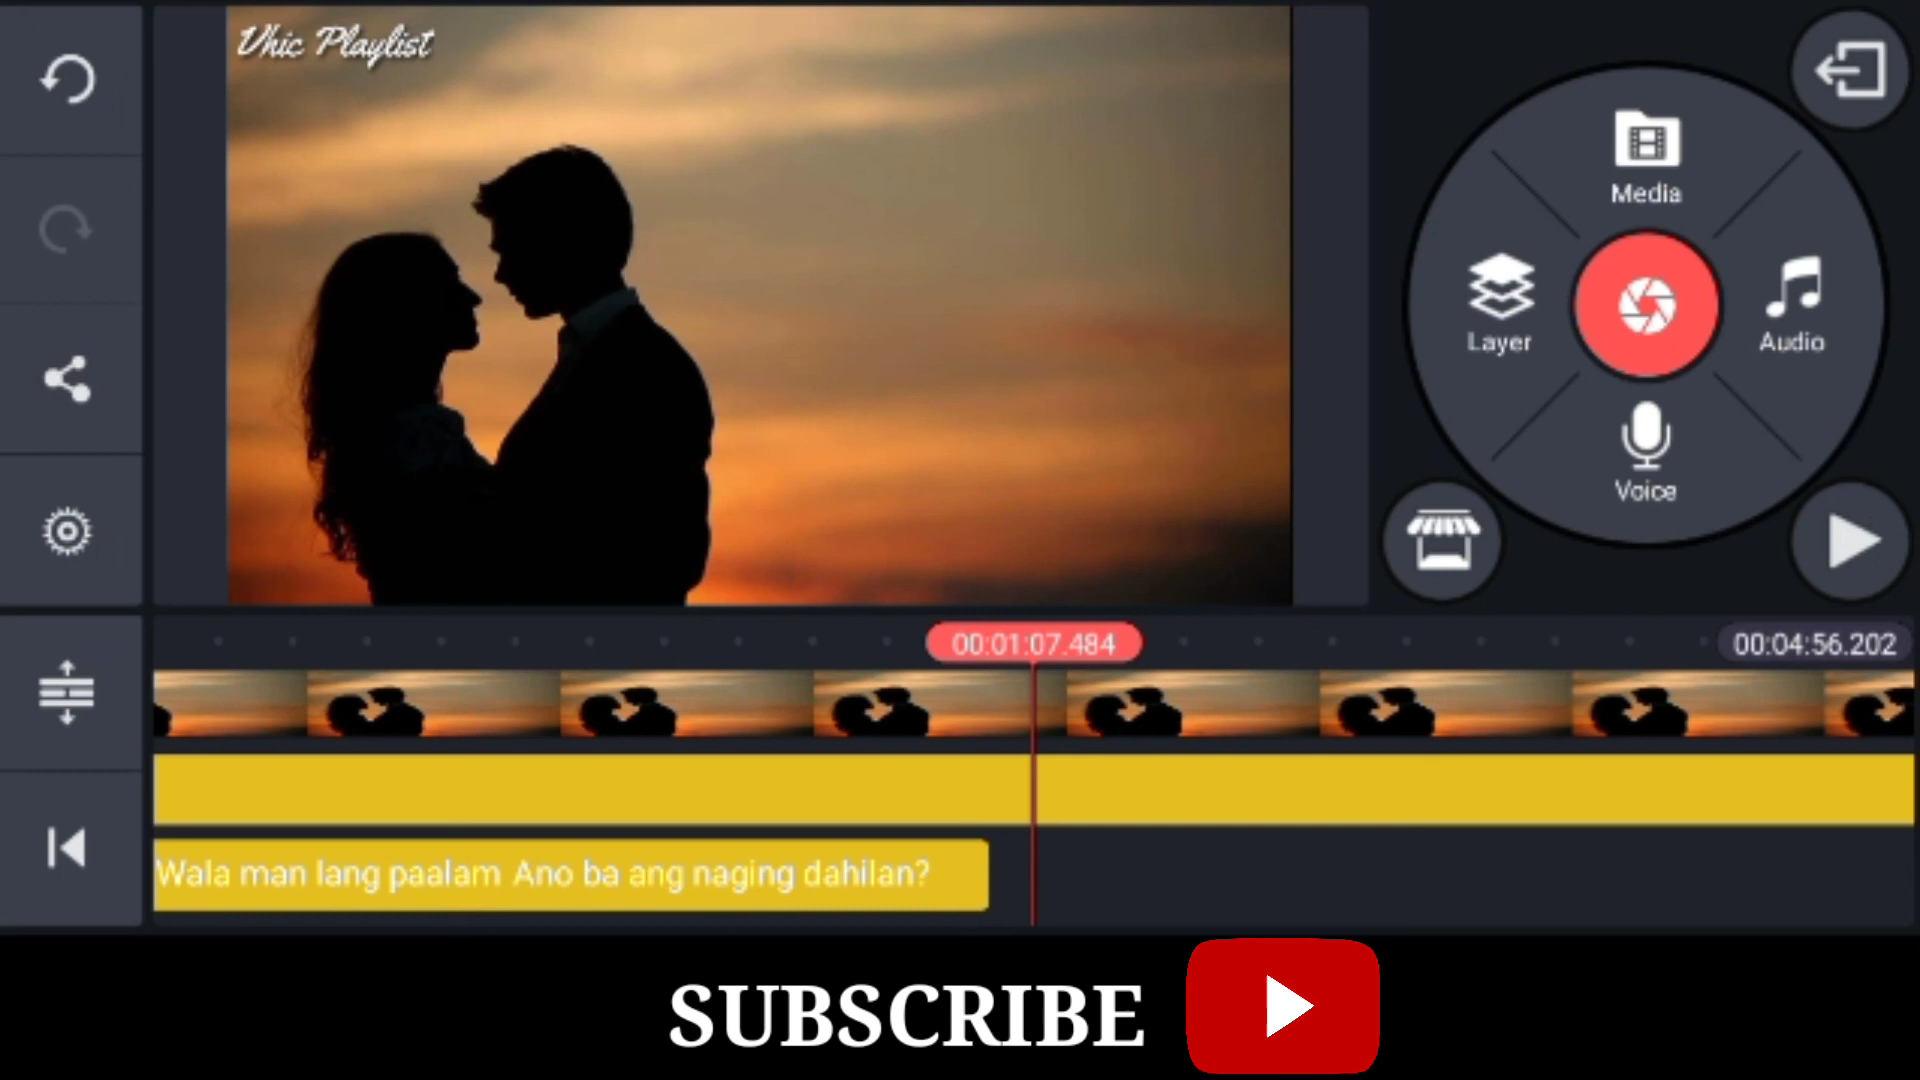 Vhic Playlist
Media
Layer
Audio
Voice
00:01:07.484
00:04:56.202
Wala man lang paalam Ano ba ang naging dahilan?
SUBSCRIBE